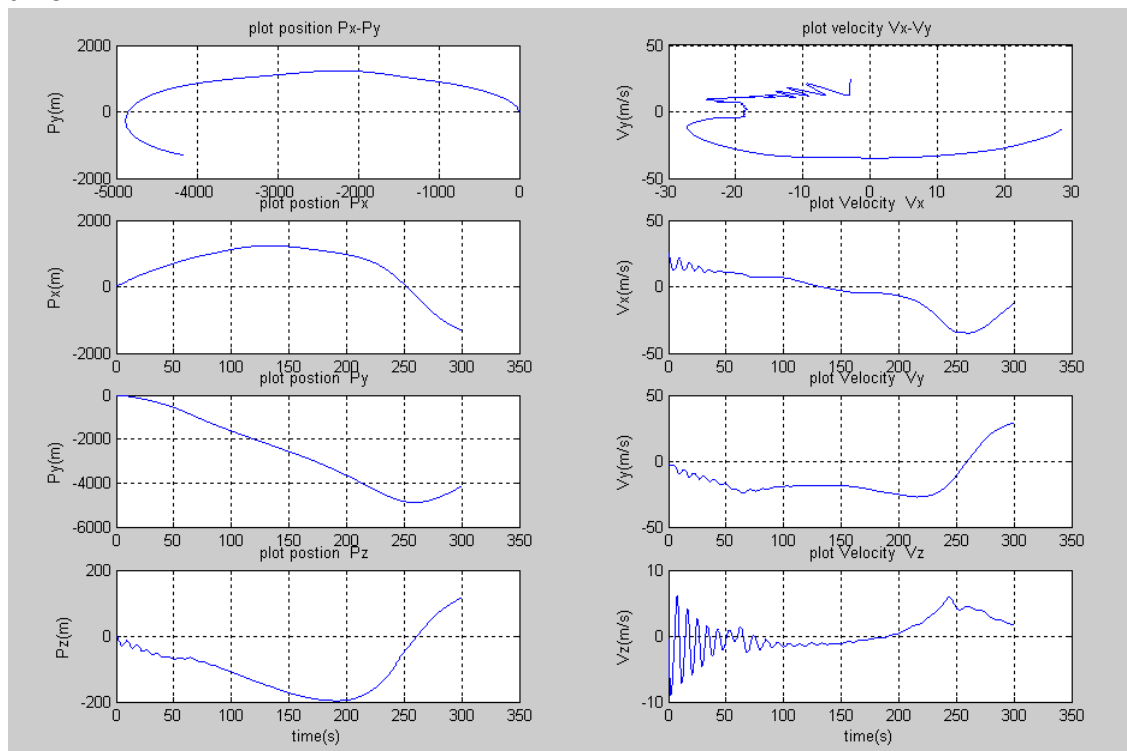 plot position Px-Py
2000
0
-2000
Py(m)
-5000 -4000 -3000 -2000 -1000 0
plot velocity Vx-Vy
50
0
-50
Vy(m/s)
-30 -20 -10 0 10 20 30
plot postion Px
2000
0
-2000
Px(m)
0 50 100 150 200 250 300 350
plot Velocity Vx
50
0
-50
Vx(m/s)
0 50 100 150 200 250 300 350
plot postion Py
0
-2000
-4000
-6000
Py(m)
0 50 100 150 200 250 300 350
plot Velocity Vy
50
0
-50
Vy(m/s)
0 50 100 150 200 250 300 350
plot postion Pz
200
0
-200
Pz(m)
0 50 100 150 200 250 300 350
time(s)
plot Velocity Vz
10
0
-10
Vz(m/s)
0 50 100 150 200 250 300 350
time(s)